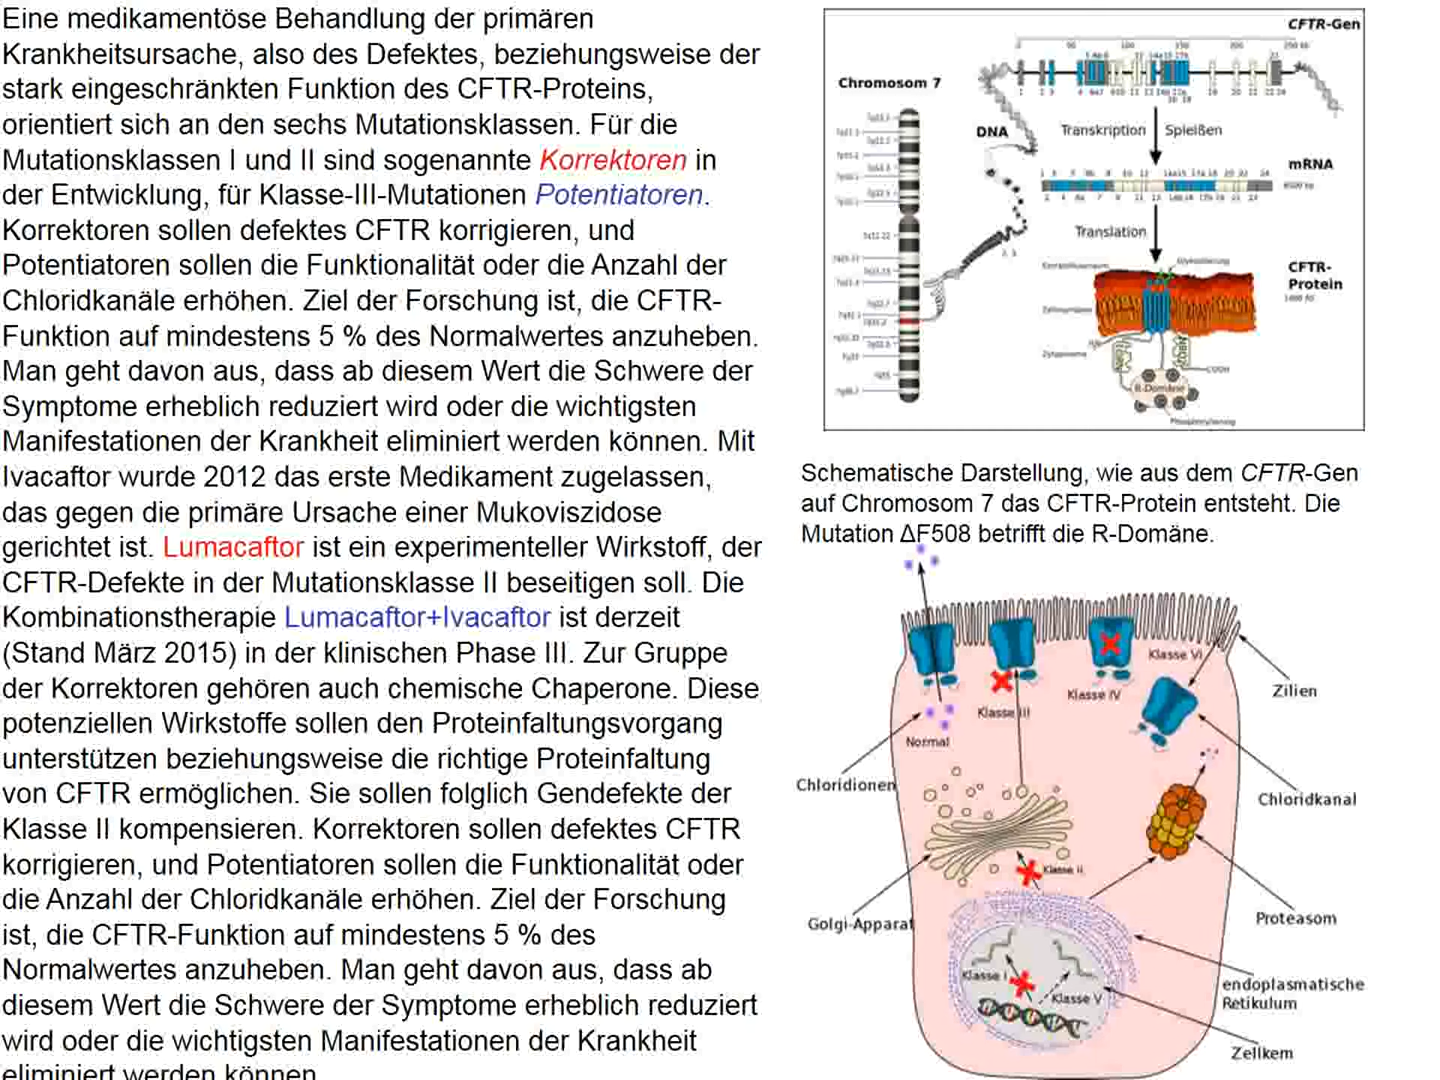 Eine medikamentöse Behandlung der primären
Krankheitsursache, also des Defektes, beziehungsweise der
stark eingeschränkten Funktion des CFTR-Proteins,
orientiert sich an den sechs Mutationsklassen. Für die
Mutationsklassen I und II sind sogenannte Korrektoren in
der Entwicklung, für Klasse-III-Mutationen Potentiatoren.
Korrektoren sollen defektes CFTR korrigieren, und
Potentiatoren sollen die Funktionalität oder die Anzahl der
Chloridkanäle erhöhen. Ziel der Forschung ist, die CFTR-
Funktion auf mindestens 5 % des Normalwertes anzuheben.
Man geht davon aus, dass ab diesem Wert die Schwere der
Symptome erheblich reduziert wird oder die wichtigsten
Manifestationen der Krankheit eliminiert werden können. Mit
Ivacaftor wurde 2012 das erste Medikament zugelassen,
das gegen die primäre Ursache einer Mukoviszidose
gerichtet ist. Lumacaftor ist ein experimenteller Wirkstoff, der
CFTR-Defekte in der Mutationsklasse II beseitigen soll. Die
Kombinationstherapie Lumacaftor+Ivacaftor ist derzeit
(Stand März 2015) in der klinischen Phase III. Zur Gruppe
der Korrektoren gehören auch chemische Chaperone. Diese
potenziellen Wirkstoffe sollen den Proteinfaltungsvorgang
unterstützen beziehungsweise die richtige Proteinfaltung
von CFTR ermöglichen. Sie sollen folglich Gendefekte der
Klasse II kompensieren. Korrektoren sollen defektes CFTR
korrigieren, und Potentiatoren sollen die Funktionalität oder
die Anzahl der Chloridkanäle erhöhen. Ziel der Forschung
ist, die CFTR-Funktion auf mindestens 5 % des
Normalwertes anzuheben. Man geht davon aus, dass ab
diesem Wert die Schwere der Symptome erheblich reduziert
wird oder die wichtigsten Manifestationen der Krankheit
eliminiert werden können
CFTR-Gen
Chromosom 7
DNA
Transkription
Spleißen
mRNA
Translation
CFTR-
Protein
R-Domäne
COOH
Phosphorylierung
Schematische Darstellung, wie aus dem CFTR-Gen
auf Chromosom 7 das CFTR-Protein entsteht. Die
Mutation ΔF508 betrifft die R-Domäne.
Klasse VI
Zilien
Klasse IV
Klasse III
Normal
Chloridionen
Chloridkanal
Klasse II
Golgi-Apparat
Proteasom
Klasse I
Klasse V
endoplasmatische
Retikulum
Zellkern